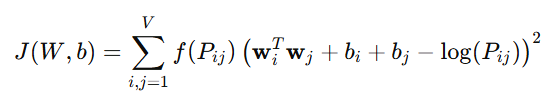 J(W, b) = \sum_{i,j=1}^{V} f(P_{ij}) \left( \mathbf{w}_i^T \mathbf{w}_j + b_i + b_j - \log(P_{ij}) \right)^2